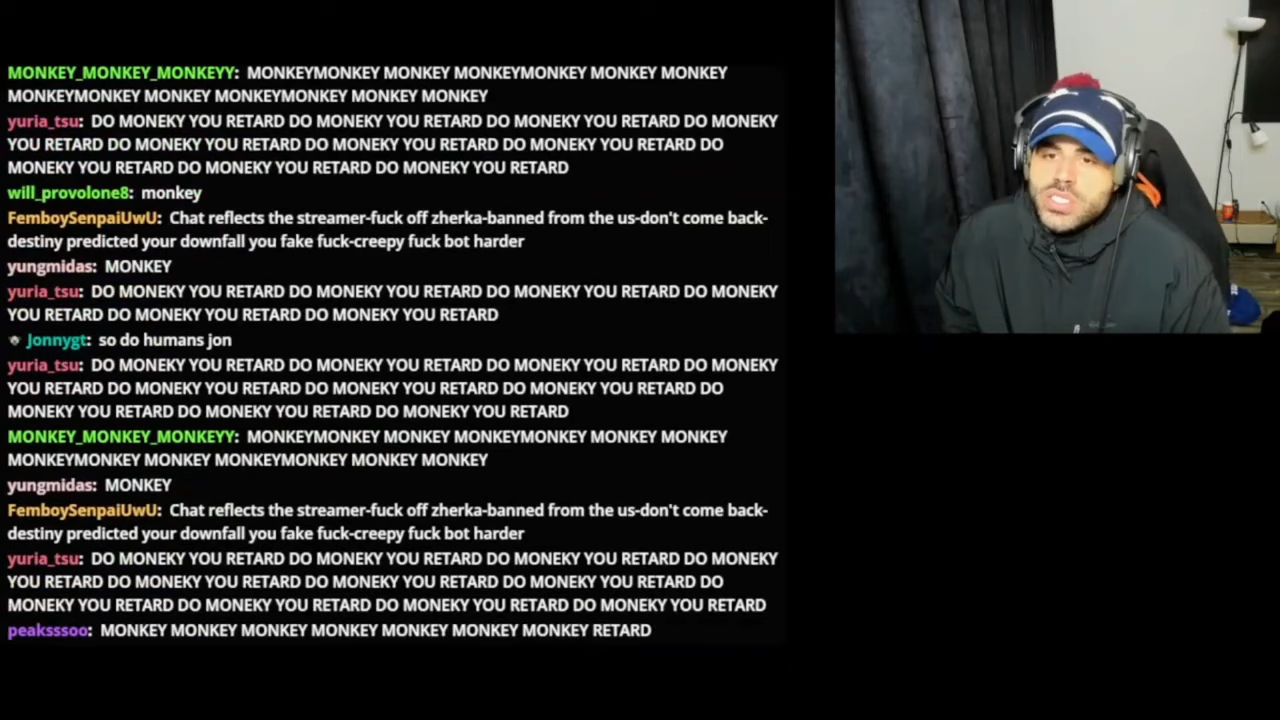 MONKEY_MONKEY_MONKEYY: MONKEYMONKEY MONKEY MONKEYMONKEY MONKEY MONKEY
MONKEYMONKEY MONKEY MONKEYMONKEY MONKEY MONKEY
yuria_tsu: DO MONEKY YOU RETARD DO MONEKY YOU RETARD DO MONEKY YOU RETARD DO MONEKY
YOU RETARD DO MONEKY YOU RETARD DO MONEKY YOU RETARD DO MONEKY YOU RETARD DO
MONEKY YOU RETARD DO MONEKY YOU RETARD DO MONEKY YOU RETARD
will_provolone8: monkey
FemboySenpaiUwU: Chat reflects the streamer-fuck off zherka-banned from the us-don't come back-
destiny predicted your downfall you fake fuck-creepy fuck bot harder
yungmidas: MONKEY
yuria_tsu: DO MONEKY YOU RETARD DO MONEKY YOU RETARD DO MONEKY YOU RETARD DO MONEKY
YOU RETARD DO MONEKY YOU RETARD DO MONEKY YOU RETARD
Jonnygt: so do humans jon
yuria_tsu: DO MONEKY YOU RETARD DO MONEKY YOU RETARD DO MONEKY YOU RETARD DO MONEKY
YOU RETARD DO MONEKY YOU RETARD DO MONEKY YOU RETARD DO MONEKY YOU RETARD DO
MONEKY YOU RETARD DO MONEKY YOU RETARD DO MONEKY YOU RETARD
MONKEY_MONKEY_MONKEYY: MONKEYMONKEY MONKEY MONKEYMONKEY MONKEY MONKEY
MONKEYMONKEY MONKEY MONKEYMONKEY MONKEY MONKEY
yungmidas: MONKEY
FemboySenpaiUwU: Chat reflects the streamer-fuck off zherka-banned from the us-don't come back-
destiny predicted your downfall you fake fuck-creepy fuck bot harder
yuria_tsu: DO MONEKY YOU RETARD DO MONEKY YOU RETARD DO MONEKY YOU RETARD DO MONEKY
YOU RETARD DO MONEKY YOU RETARD DO MONEKY YOU RETARD DO MONEKY YOU RETARD DO
MONEKY YOU RETARD DO MONEKY YOU RETARD DO MONEKY YOU RETARD DO MONEKY YOU RETARD
peaksssoo: MONKEY MONKEY MONKEY MONKEY MONKEY MONKEY MONKEY RETARD